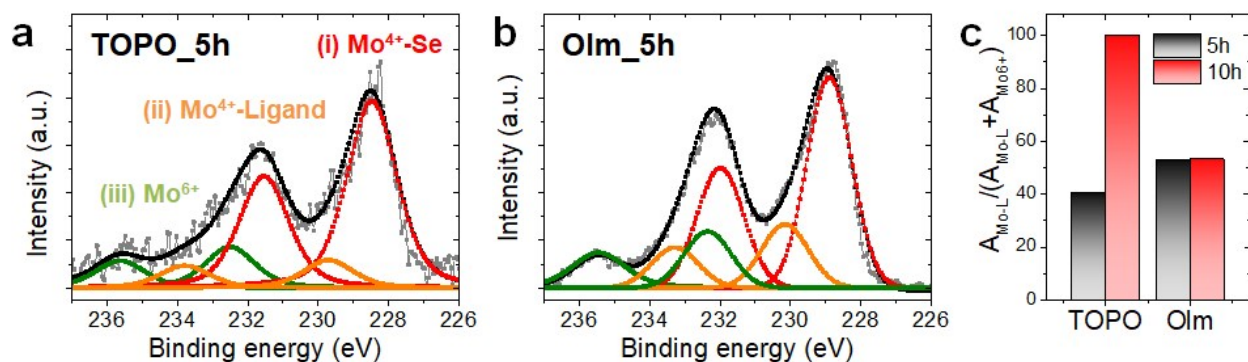 a
TOPO_5h
(i) Mo⁴⁺-Se
(ii) Mo⁴⁺-Ligand
(iii) Mo⁶⁺
Intensity (a.u.)
236 234 232 230 228 226
Binding energy (eV)
b
Olm_5h
Intensity (a.u.)
236 234 232 230 228 226
Binding energy (eV)
c
A_Mo-L/(A_Mo-L+A_Mo6+)
100
80
60
40
20
0
5h
10h
TOPO Olm